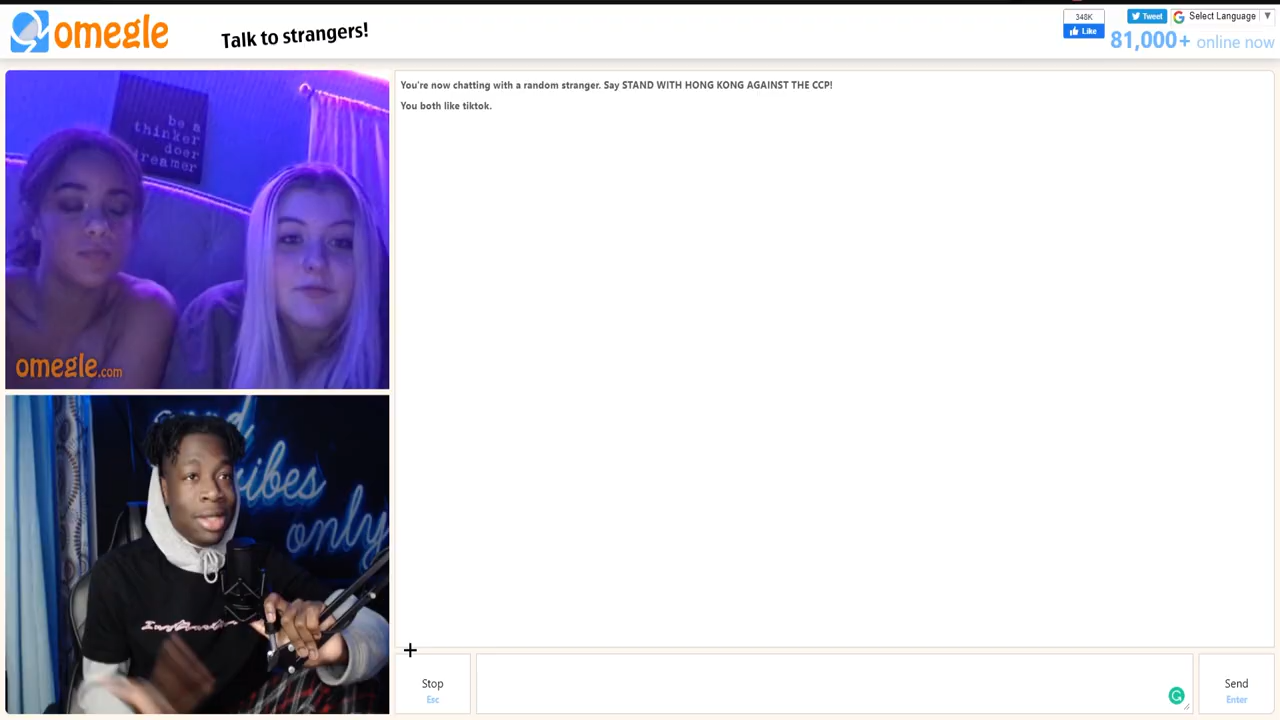 omegle
Talk to strangers!
348K
Like
Tweet
G Select Language ▼
81,000+ online now
You're now chatting with a random stranger. Say STAND WITH HONG KONG AGAINST THE CCP!
You both like tiktok.
be a
thinker
doer
dreamer
omegle.com
good
vibes
only
Stop
Esc
Send
Enter